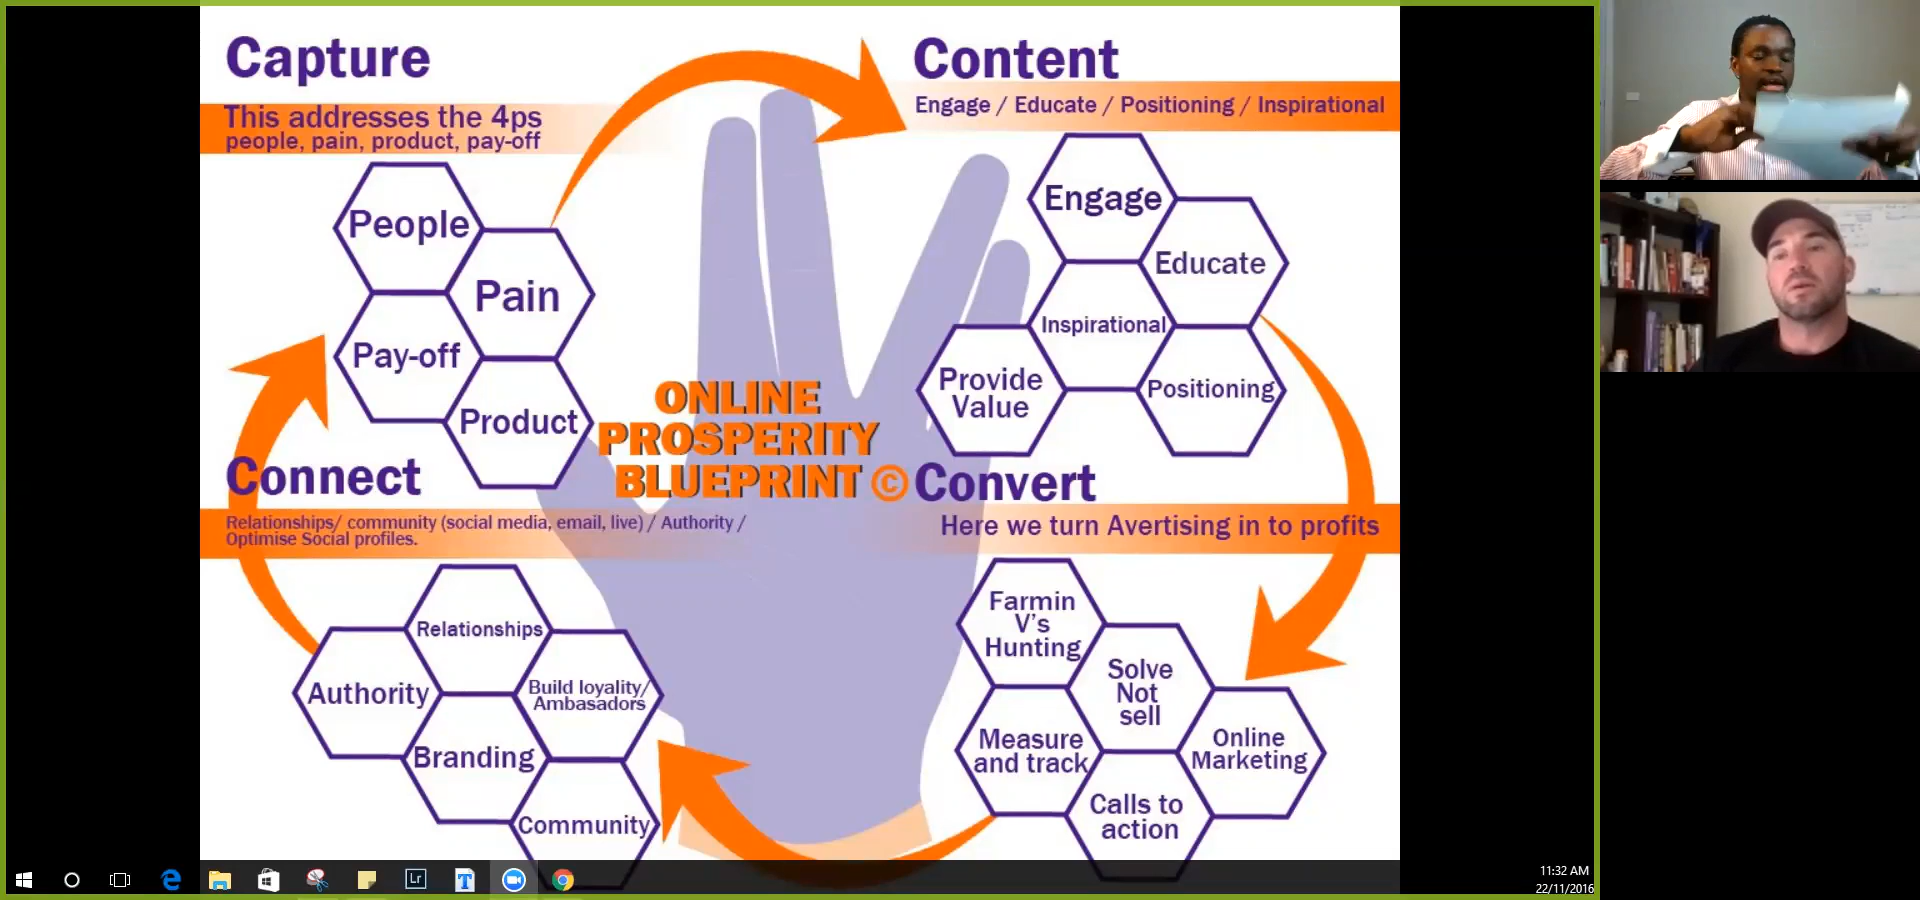 Capture
This addresses the 4ps
people, pain, product, pay-off
People
Pain
Pay-off
Product
Content
Engage / Educate / Positioning / Inspirational
Engage
Educate
Inspirational
Provide
Value
Positioning
ONLINE
PROSPERITY
BLUEPRINT ©
Connect
Relationships/ community (social media, email, live) / Authority /
Optimise Social profiles.
Relationships
Authority
Build loyality/
Ambasadors
Branding
Community
Convert
Here we turn Avertising in to profits
Farmin
V's
Hunting
Solve
Not
sell
Measure
and track
Online
Marketing
Calls to
action
Lr
T
11:32 AM
22/11/2016